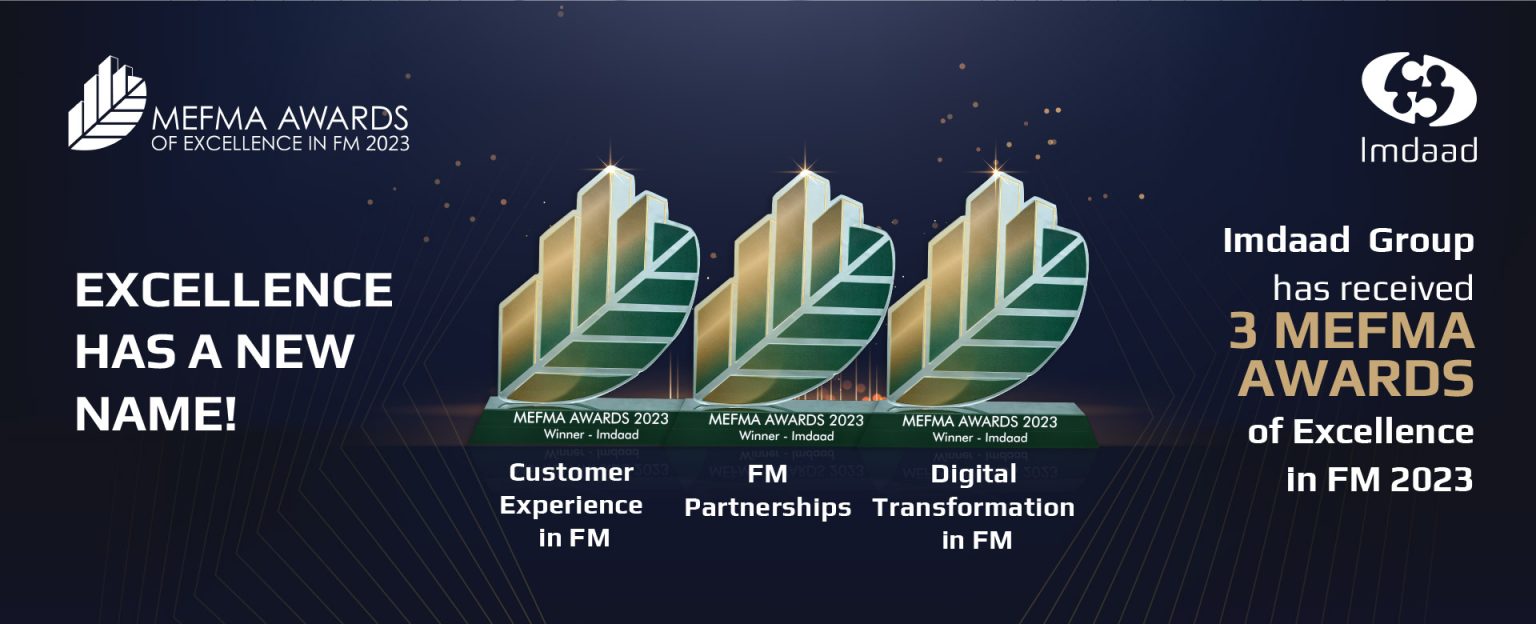 MEFMA AWARDS
OF EXCELLENCE IN FM 2023
Imdaad
EXCELLENCE
HAS A NEW
NAME!
MEFMA AWARDS 2023
Winner - Imdaad
Customer
Experience
in FM
MEFMA AWARDS 2023
Winner - Imdaad
FM
Partnerships
MEFMA AWARDS 2023
Winner - Imdaad
Digital
Transformation
in FM
Imdaad Group
has received
3 MEFMA
AWARDS
of Excellence
in FM 2023